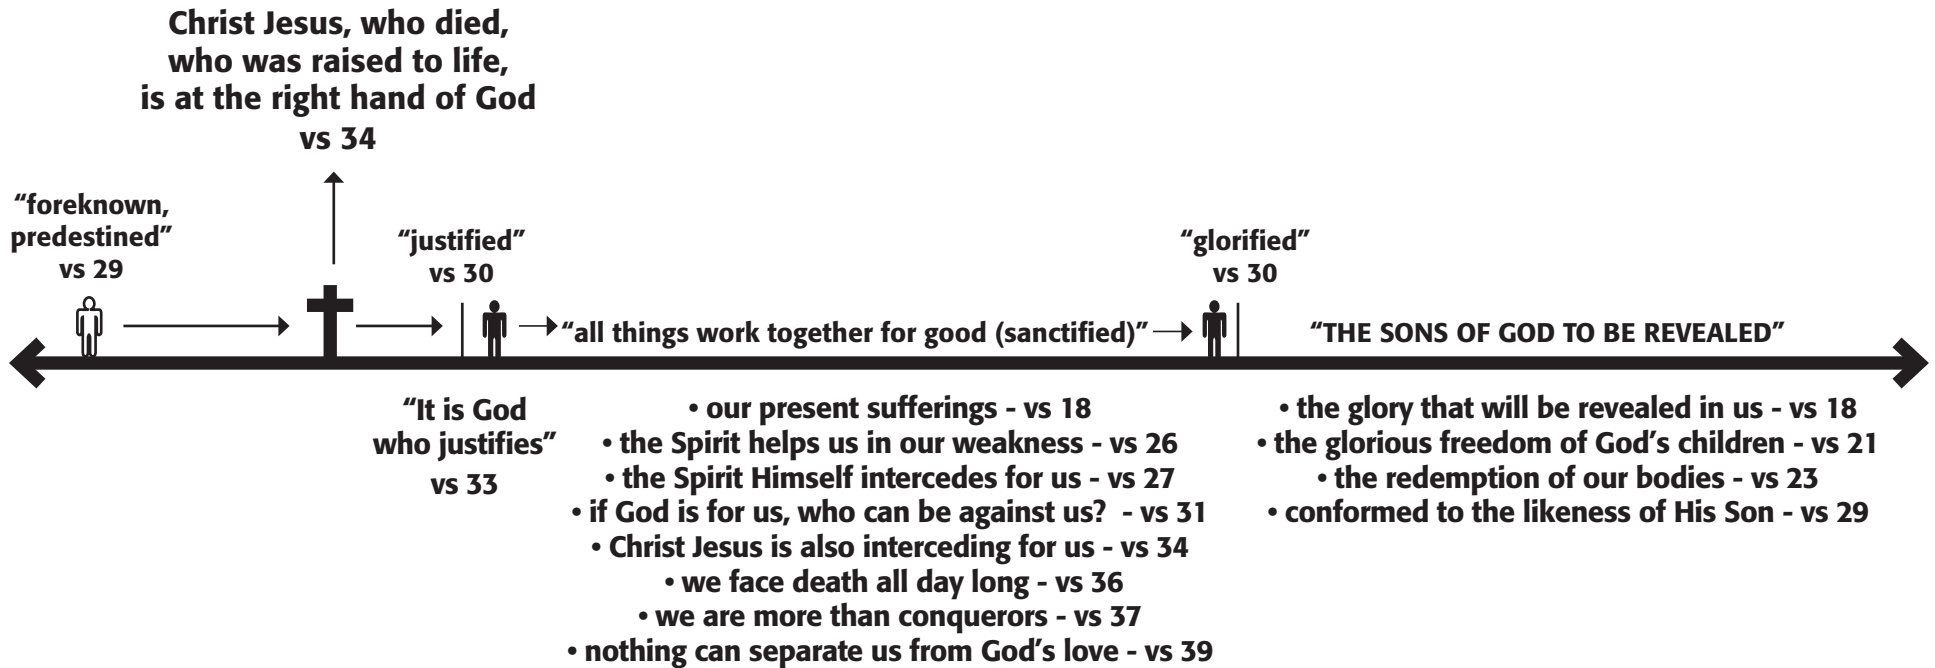 Christ Jesus, who died,
who was raised to life,
is at the right hand of God
vs 34
“foreknown,
predestined”
vs 29
“justified”
vs 30
“glorified”
vs 30
“all things work together for good (sanctified)”
“THE SONS OF GOD TO BE REVEALED”
“It is God
who justifies”
vs 33
• our present sufferings - vs 18
• the Spirit helps us in our weakness - vs 26
• the Spirit Himself intercedes for us - vs 27
• if God is for us, who can be against us?  - vs 31
• Christ Jesus is also interceding for us - vs 34
• we face death all day long - vs 36
• we are more than conquerors - vs 37
• nothing can separate us from God’s love - vs 39
• the glory that will be revealed in us - vs 18
• the glorious freedom of God’s children - vs 21
• the redemption of our bodies - vs 23
• conformed to the likeness of His Son - vs 29